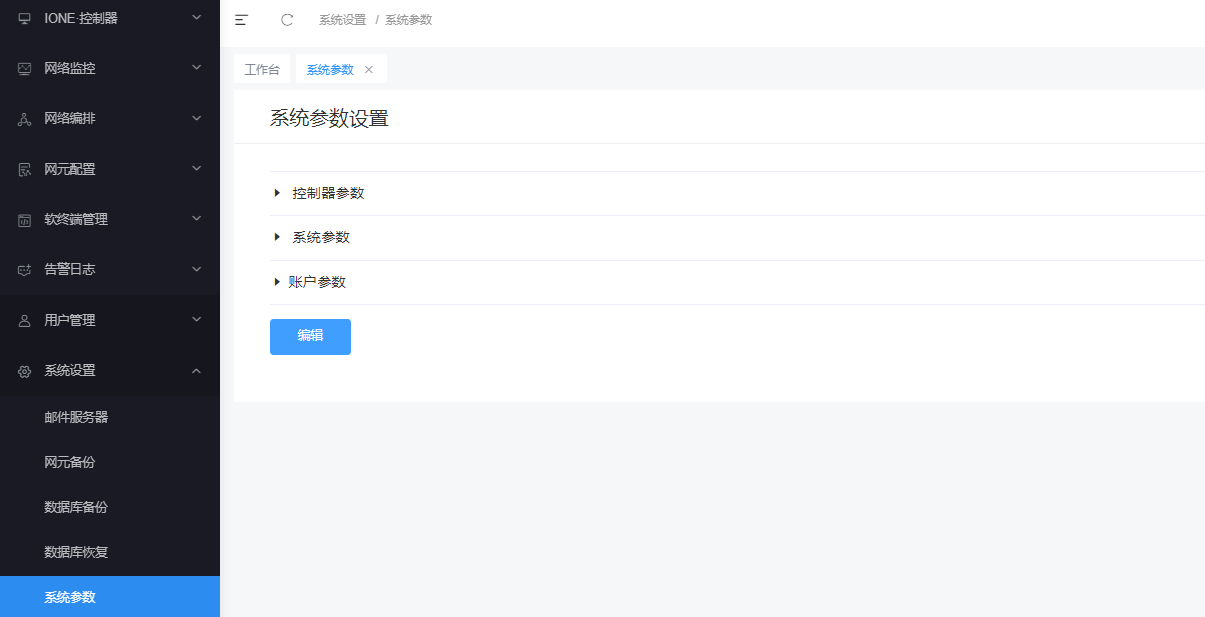 IONE·控制器
网络监控
网络编排
网元配置
软终端管理
告警日志
用户管理
系统设置
邮件服务器
网元备份
数据库备份
数据库恢复
系统参数
系统设置 / 系统参数
工作台
系统参数
系统参数设置
控制器参数
系统参数
账户参数
编辑